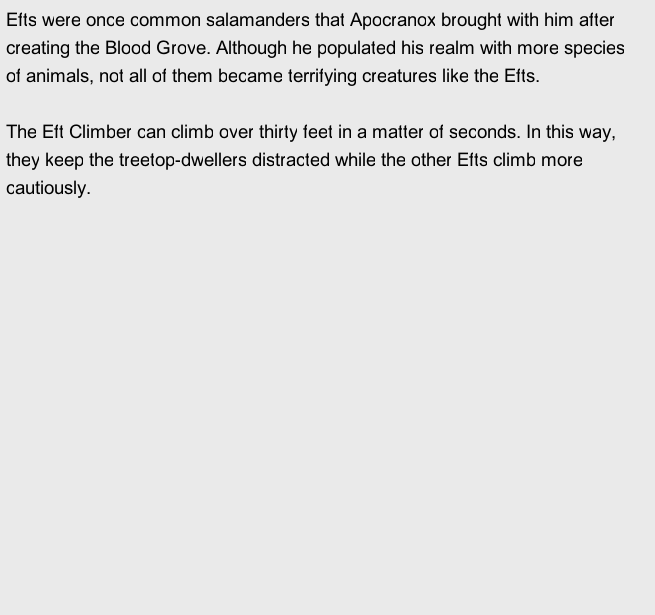 Efts were once common salamanders that Apocranox brought with him after
creating the Blood Grove. Although he populated his realm with more species
of animals, not all of them became terrifying creatures like the Efts.
The Eft Climber can climb over thirty feet in a matter of seconds. In this way,
they keep the treetop-dwellers distracted while the other Efts climb more
cautiously.